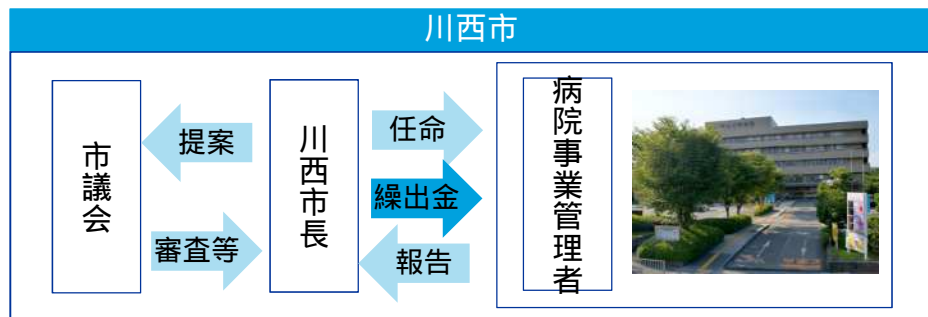 川西市
市議会
提案
審査等
川西市長
任命
繰出金
報告
病院事業管理者